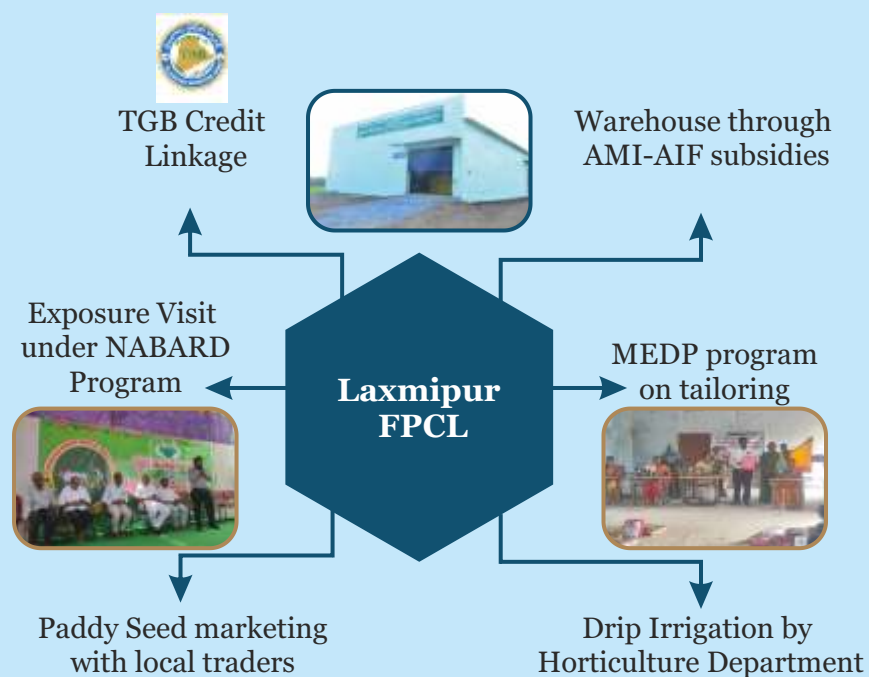 TGB Credit
Linkage
Warehouse through
AMI-AIF subsidies
Exposure Visit
under NABARD
Program
Laxmipur
FPCL
MEDP program
on tailoring
Paddy Seed marketing
with local traders
Drip Irrigation by
Horticulture Department